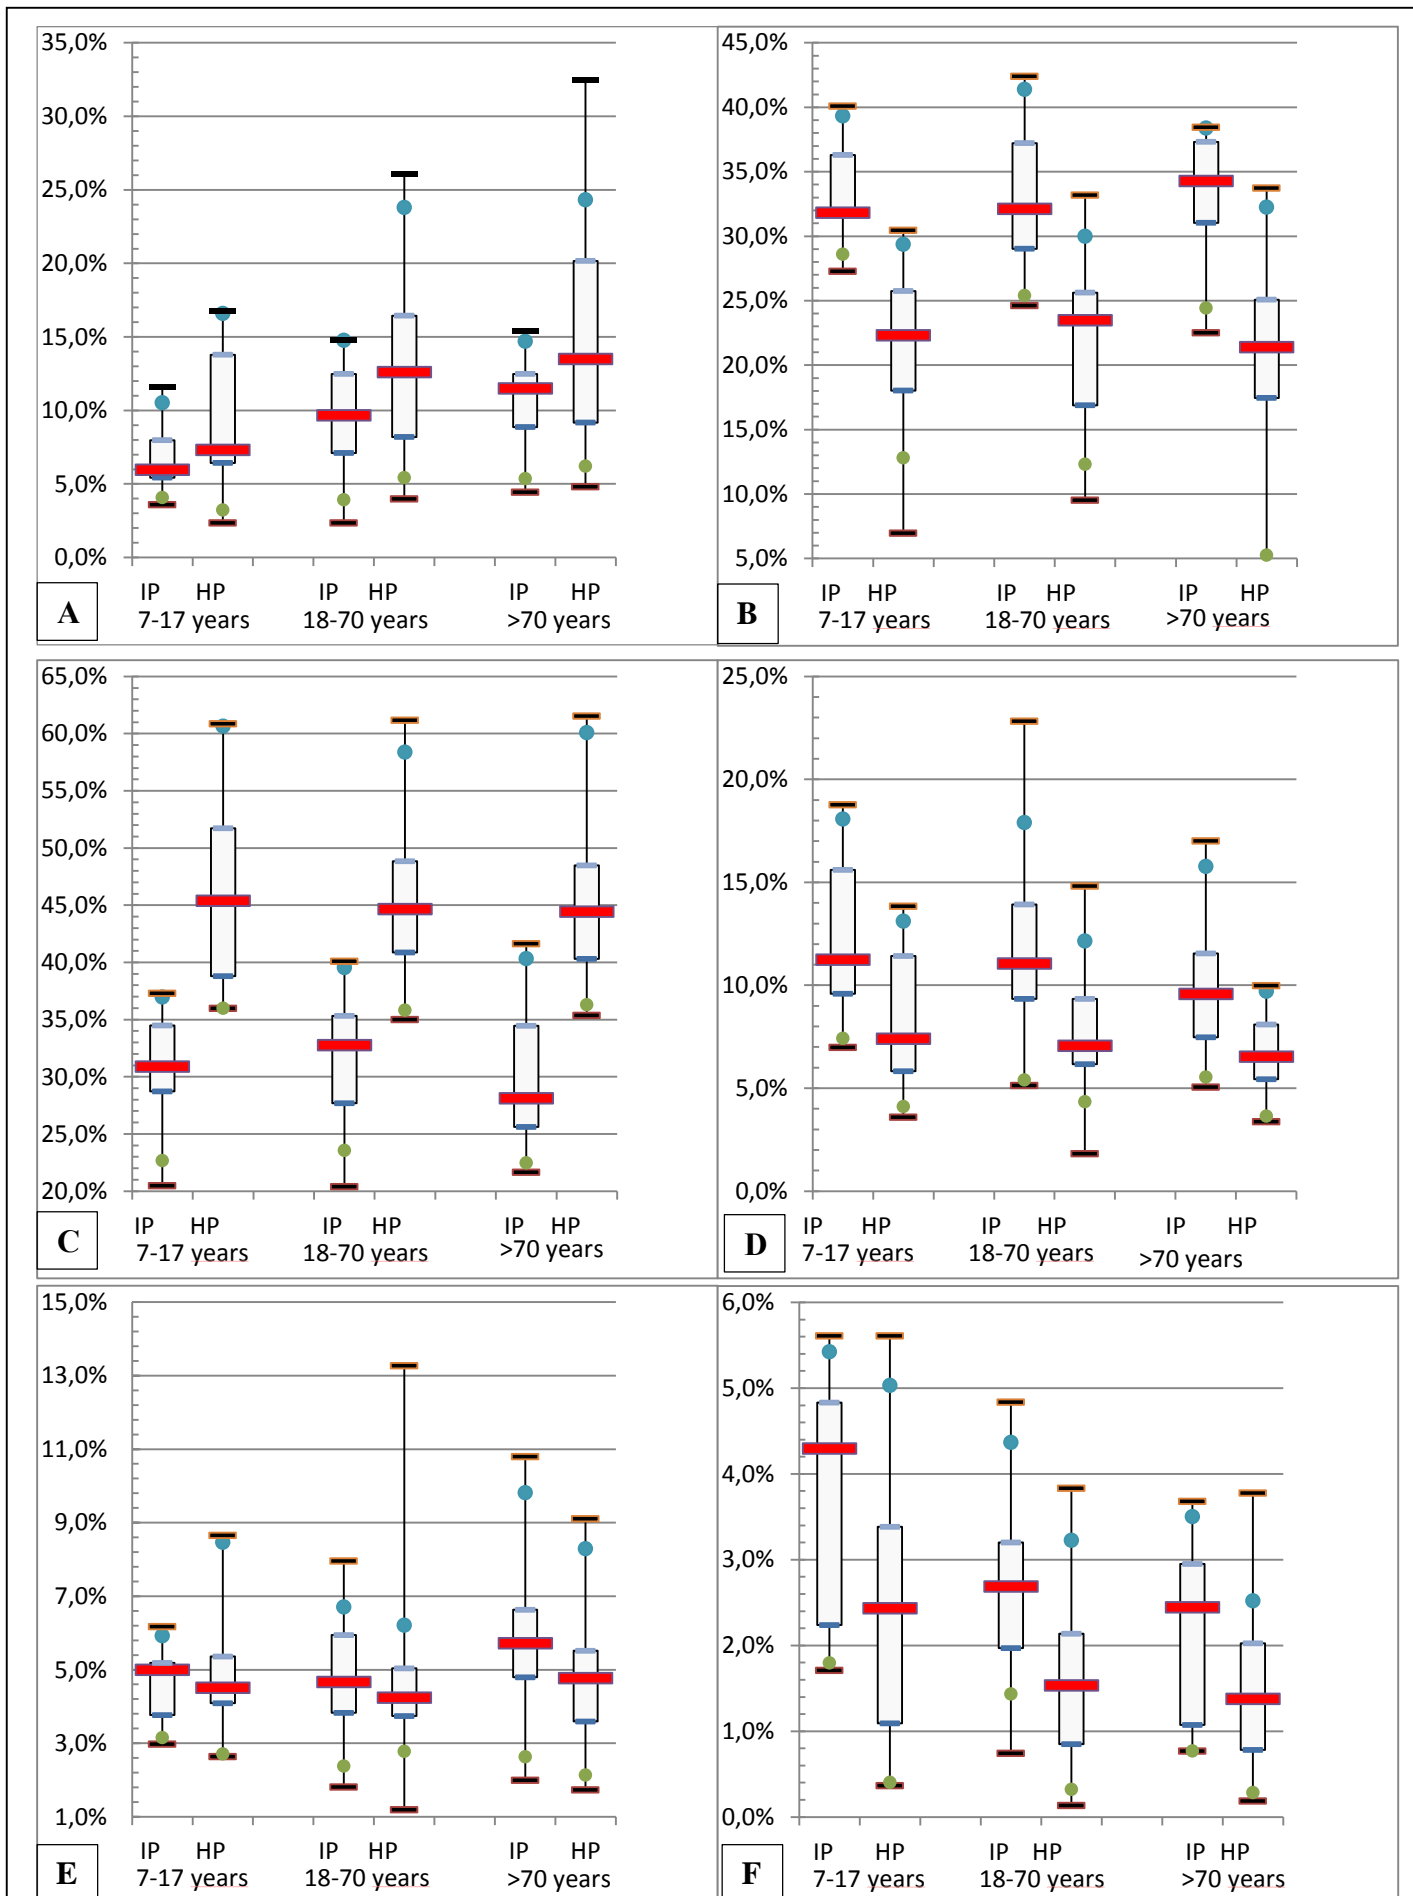 35,0%
30,0%
25,0%
20,0%
15,0%
10,0%
5,0%
0,0%
IP HP IP HP IP HP
7-17 years 18-70 years >70 years
A
45,0%
40,0%
35,0%
30,0%
25,0%
20,0%
15,0%
10,0%
5,0%
IP HP IP HP IP HP
7-17 years 18-70 years >70 years
B
65,0%
60,0%
55,0%
50,0%
45,0%
40,0%
35,0%
30,0%
25,0%
20,0%
IP HP IP HP IP HP
7-17 years 18-70 years >70 years
C
25,0%
20,0%
15,0%
10,0%
5,0%
0,0%
IP HP IP HP IP HP
7-17 years 18-70 years >70 years
D
15,0%
13,0%
11,0%
9,0%
7,0%
5,0%
3,0%
1,0%
IP HP IP HP IP HP
7-17 years 18-70 years >70 years
E
6,0%
5,0%
4,0%
3,0%
2,0%
1,0%
0,0%
IP HP IP HP IP HP
7-17 years 18-70 years >70 years
F